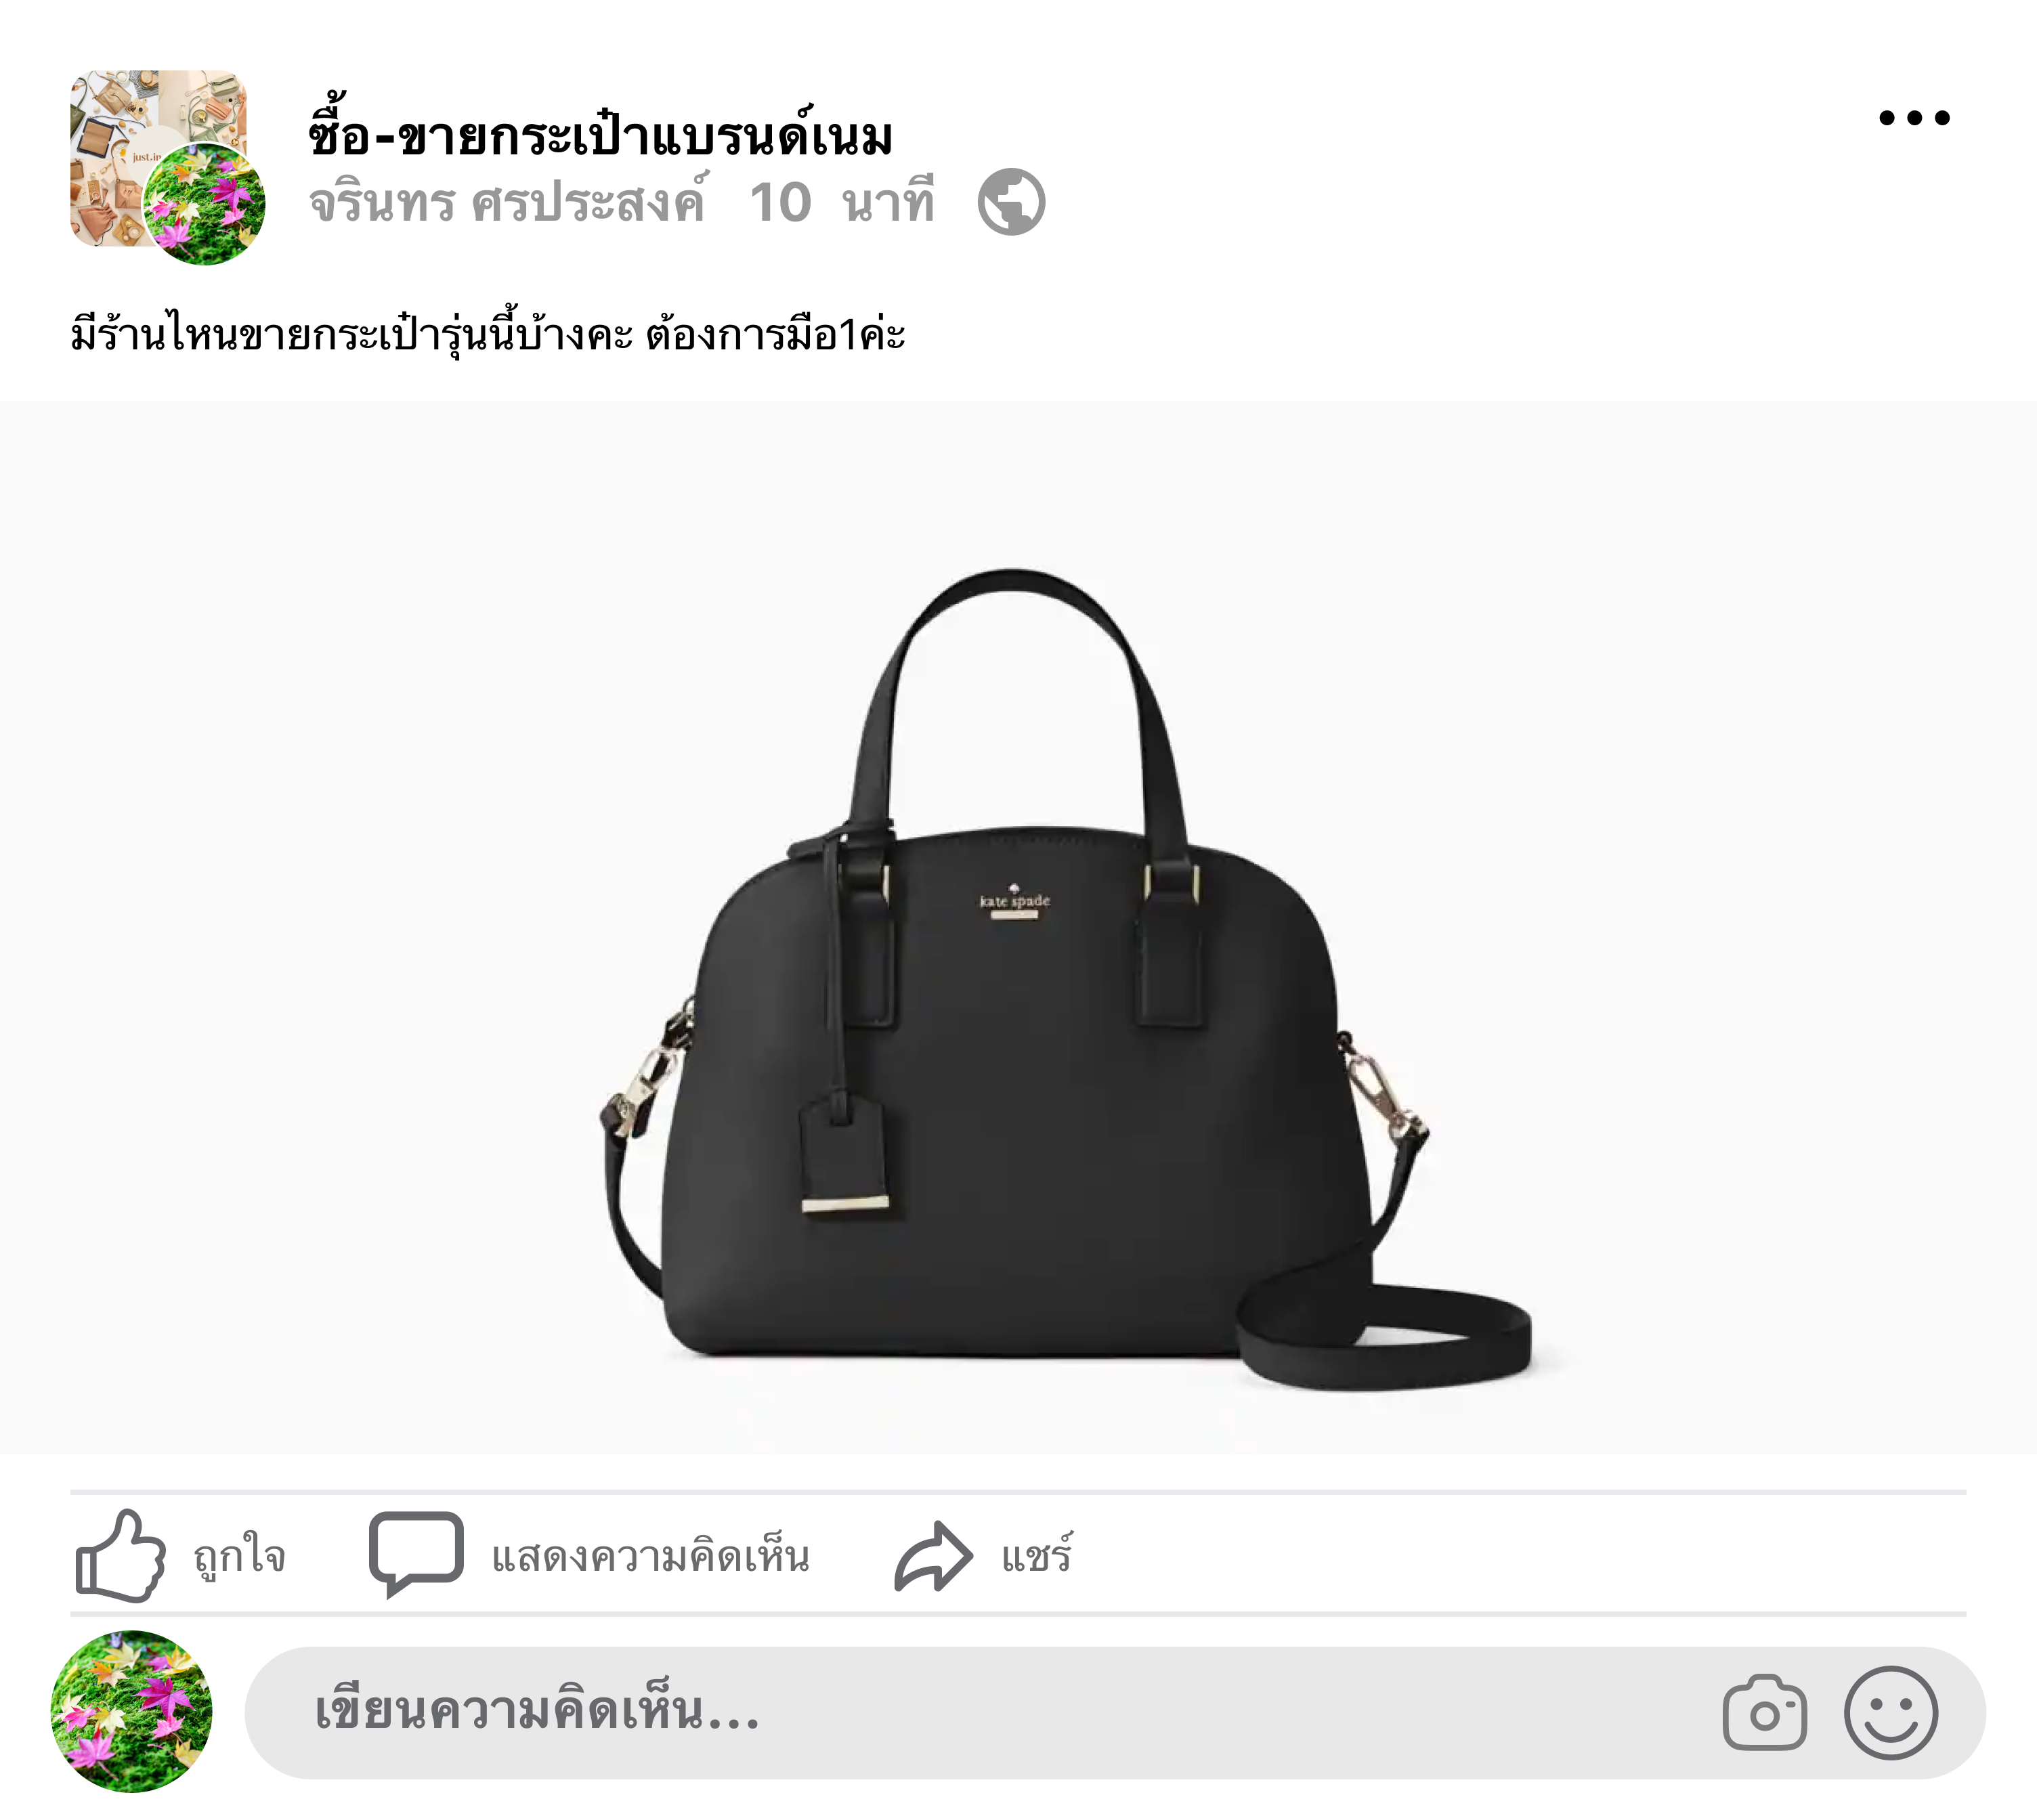 just.in
ซื้อ-ขายกระเป๋าแบรนด์เนม
จรินทร ศรประสงค์ 10 นาที
มีร้านไหนขายกระเป๋ารุ่นนี้บ้างคะ ต้องการมือ1ค่ะ
kate spade
ถูกใจ แสดงความคิดเห็น แชร์
เขียนความคิดเห็น...